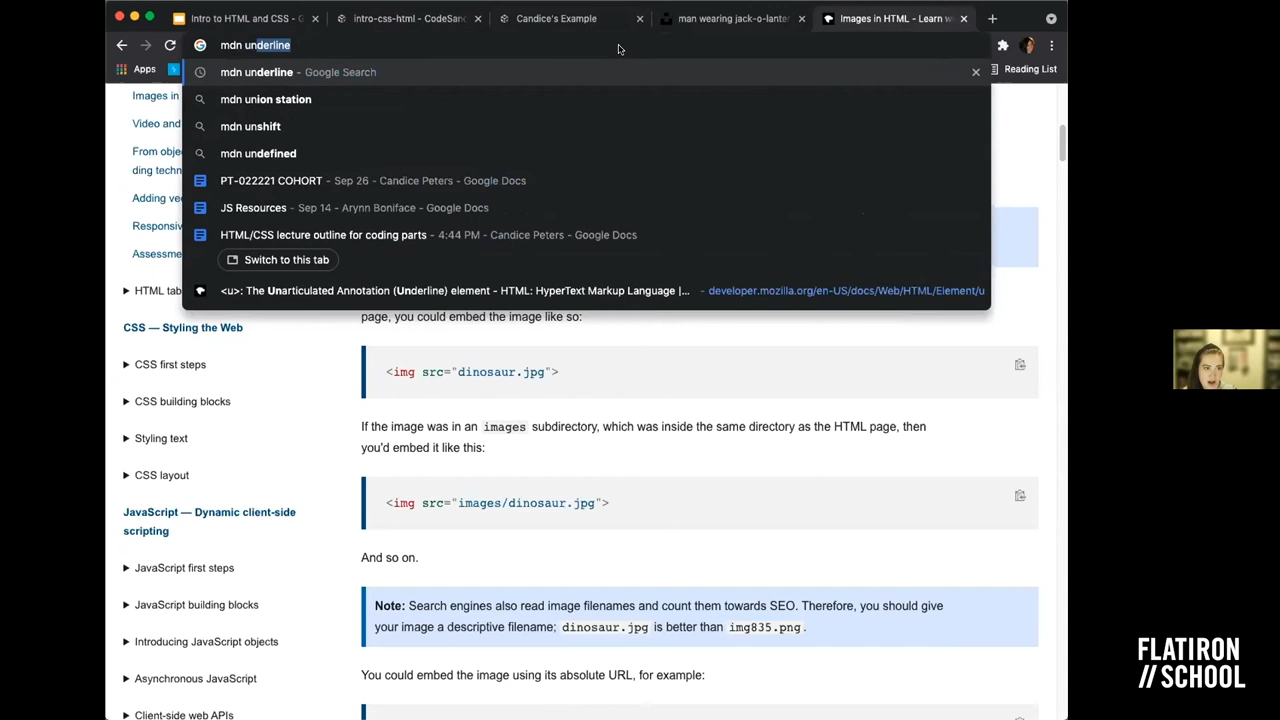 Intro to HTML and CSS - G
intro-css-html - CodeSan
Candice's Example
man wearing jack-o-lanter
Images in HTML - Learn w
mdn underline
Apps
Reading List
mdn underline - Google Search
mdn union station
mdn unshift
mdn undefined
PT-022221 COHORT - Sep 26 - Candice Peters - Google Docs
JS Resources - Sep 14 - Arynn Boniface - Google Docs
HTML/CSS lecture outline for coding parts - 4:44 PM - Candice Peters - Google Docs
Switch to this tab
<u>: The Unarticulated Annotation (Underline) element - HTML: HyperText Markup Language |... - developer.mozilla.org/en-US/docs/Web/HTML/Element/u
Images in
Video and
From obje
ding techn
Adding ve
Responsiv
Assessme
HTML tab
CSS — Styling the Web
CSS first steps
CSS building blocks
Styling text
CSS layout
JavaScript — Dynamic client-side
scripting
JavaScript first steps
JavaScript building blocks
Introducing JavaScript objects
Asynchronous JavaScript
Client-side web APIs
page, you could embed the image like so:
<img src="dinosaur.jpg">
If the image was in an images subdirectory, which was inside the same directory as the HTML page, then
you'd embed it like this:
<img src="images/dinosaur.jpg">
And so on.
Note: Search engines also read image filenames and count them towards SEO. Therefore, you should give
your image a descriptive filename; dinosaur.jpg is better than img835.png.
You could embed the image using its absolute URL, for example:
FLATIRON
// SCHOOL